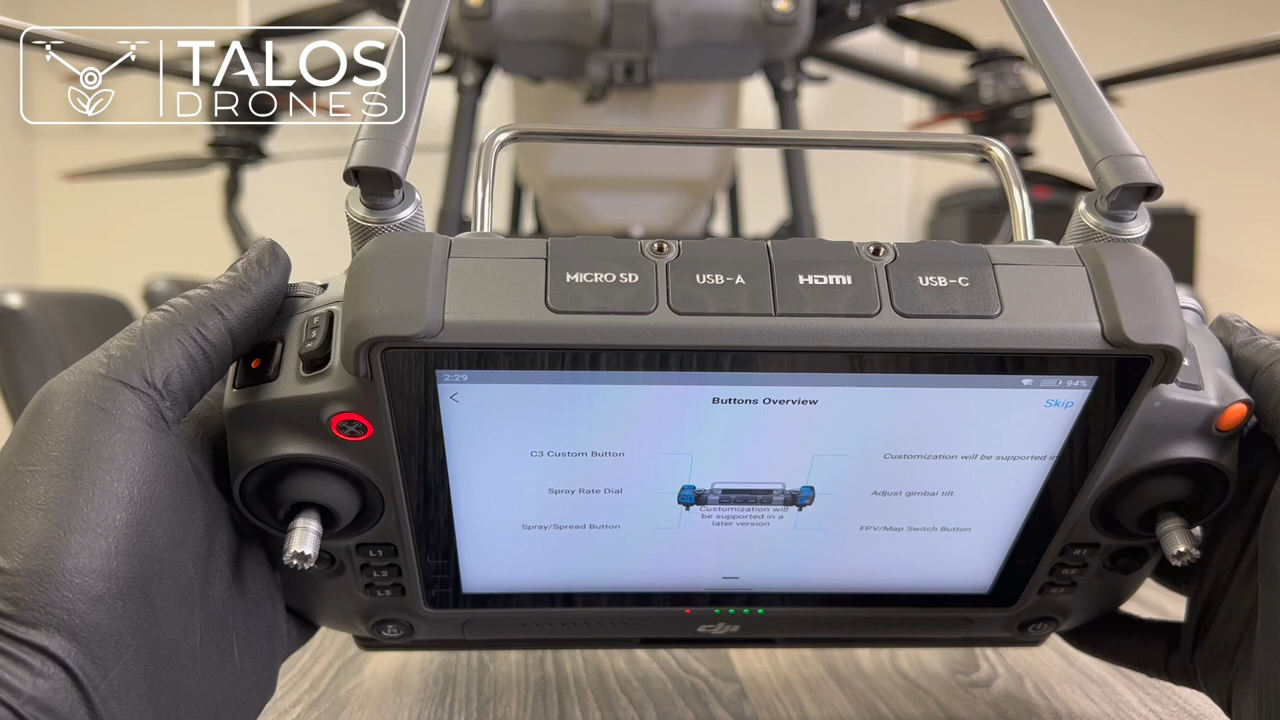 TALOS
DRONES
MICRO SD
USB-A
HDMI
USB-C
F
S
N
2:29
94%
Buttons Overview
Skip
C3 Custom Button
Customization will be supported in
Spray Rate Dial
Adjust gimbal tilt
Customization will
be supported in a
later version
Spray/Spread Button
FPV/Map Switch Button
L1
L2
L3
R1
R2
R3
dji